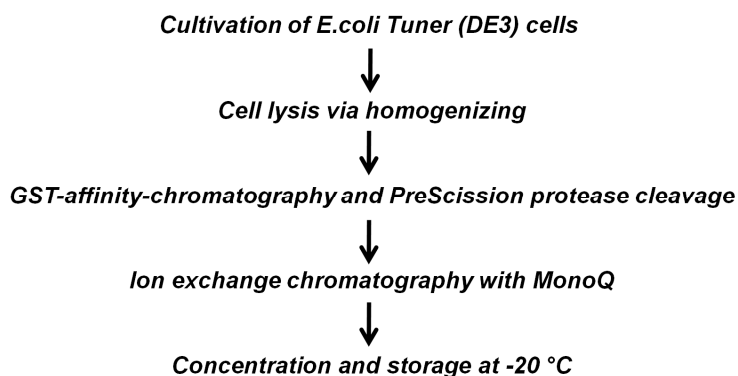 Cultivation of E.coli Tuner (DE3) cells
Cell lysis via homogenizing
GST-affinity-chromatography and PreScission protease cleavage
Ion exchange chromatography with MonoQ
Concentration and storage at -20 °C